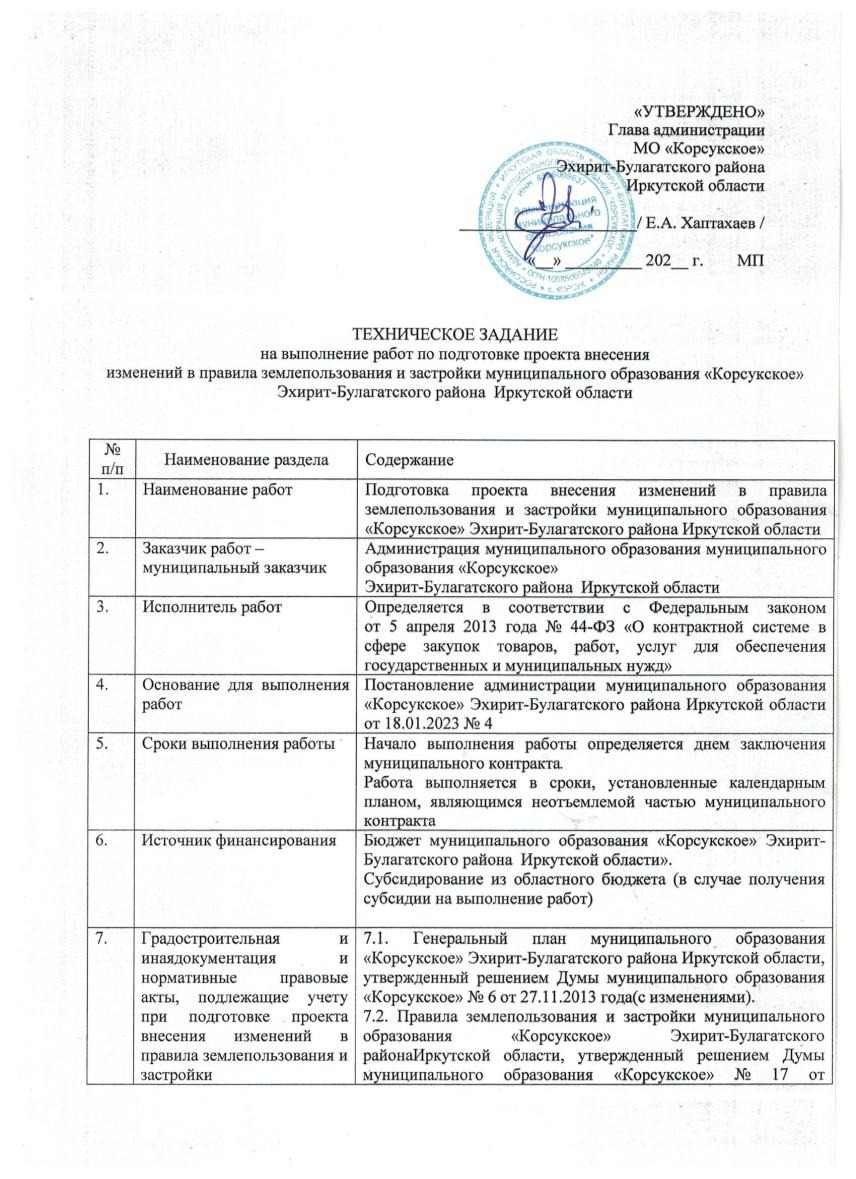 «УТВЕРЖДЕНО»
Глава администрации
МО «Корсукское»
Эхирит-Булагатского района
Иркутской области
/ Е.А. Хаптахаев /
«__» _________ 202__ г. МП
Администрация
муниципального
образования
"Корсукское"
ТЕХНИЧЕСКОЕ ЗАДАНИЕ
на выполнение работ по подготовке проекта внесения
изменений в правила землепользования и застройки муниципального образования «Корсукское»
Эхирит-Булагатского района Иркутской области
№
п/п
Наименование раздела
Содержание
1.
Наименование работ
Подготовка проекта внесения изменений в правила
землепользования и застройки муниципального образования
«Корсукское» Эхирит-Булагатского района Иркутской области
2.
Заказчик работ –
муниципальный заказчик
Администрация муниципального образования муниципального
образования «Корсукское»
Эхирит-Булагатского района Иркутской области
3.
Исполнитель работ
Определяется в соответствии с Федеральным законом
от 5 апреля 2013 года № 44-ФЗ «О контрактной системе в
сфере закупок товаров, работ, услуг для обеспечения
государственных и муниципальных нужд»
4.
Основание для выполнения
работ
Постановление администрации муниципального образования
«Корсукское» Эхирит-Булагатского района Иркутской области
от 18.01.2023 № 4
5.
Сроки выполнения работы
Начало выполнения работы определяется днем заключения
муниципального контракта.
Работа выполняется в сроки, установленные календарным
планом, являющимся неотъемлемой частью муниципального
контракта
6.
Источник финансирования
Бюджет муниципального образования «Корсукское» Эхирит-
Булагатского района Иркутской области».
Субсидирование из областного бюджета (в случае получения
субсидии на выполнение работ)
7.
Градостроительная и
инаядокументация и
нормативные правовые
акты, подлежащие учету
при подготовке проекта
внесения изменений в
правила землепользования и
застройки
7.1. Генеральный план муниципального образования
«Корсукское» Эхирит-Булагатского района Иркутской области,
утвержденный решением Думы муниципального образования
«Корсукское» № 6 от 27.11.2013 года(с изменениями).
7.2. Правила землепользования и застройки муниципального
образования «Корсукское» Эхирит-Булагатского
районаИркутской области, утвержденный решением Думы
муниципального образования «Корсукское» № 17 от